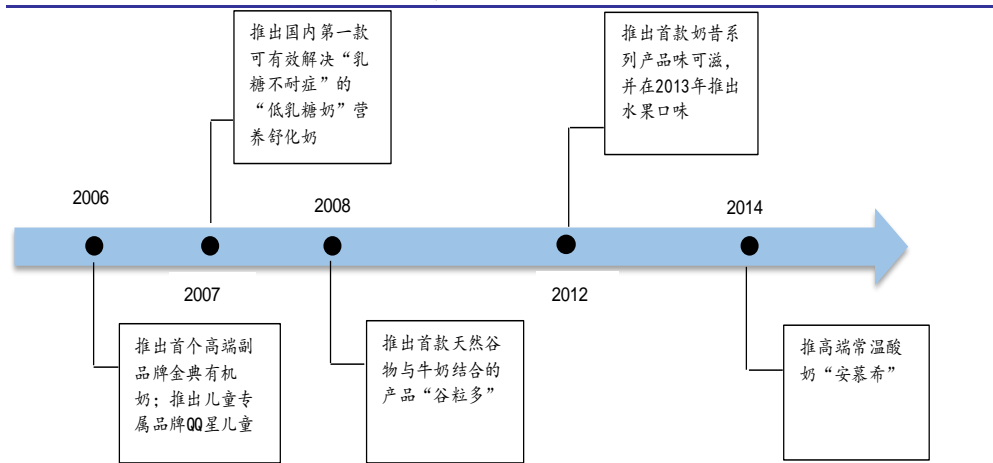 推出国内第一款
可有效解决“乳
糖不耐症”的
“低乳糖奶”营
养舒化奶
推出首款奶昔系
列产品味可滋，
并在2013年推出
水果口味
2006
2008
2014
2007
2012
推出首个高端副
品牌金典有机
奶；推出儿童专
属品牌QQ星儿童
推出首款天然谷
物与牛奶结合的
产品“谷粒多”
推高端常温酸
奶“安慕希”